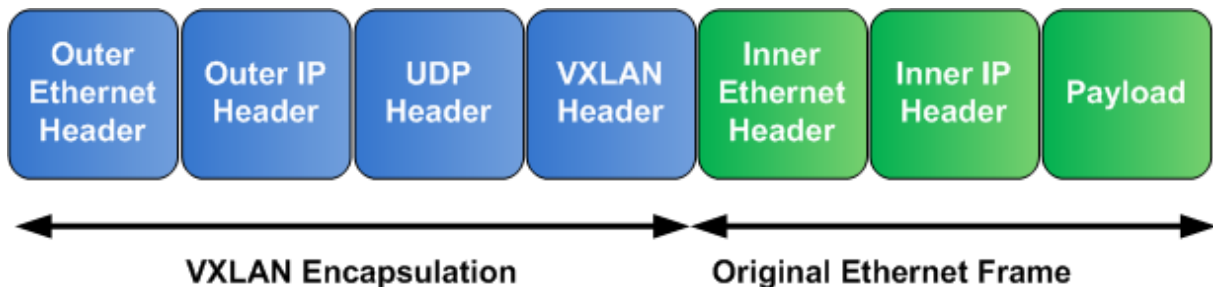 Outer
Ethernet
Header
Outer IP
Header
UDP
Header
VXLAN
Header
Inner
Ethernet
Header
Inner IP
Header
Payload
VXLAN Encapsulation
Original Ethernet Frame